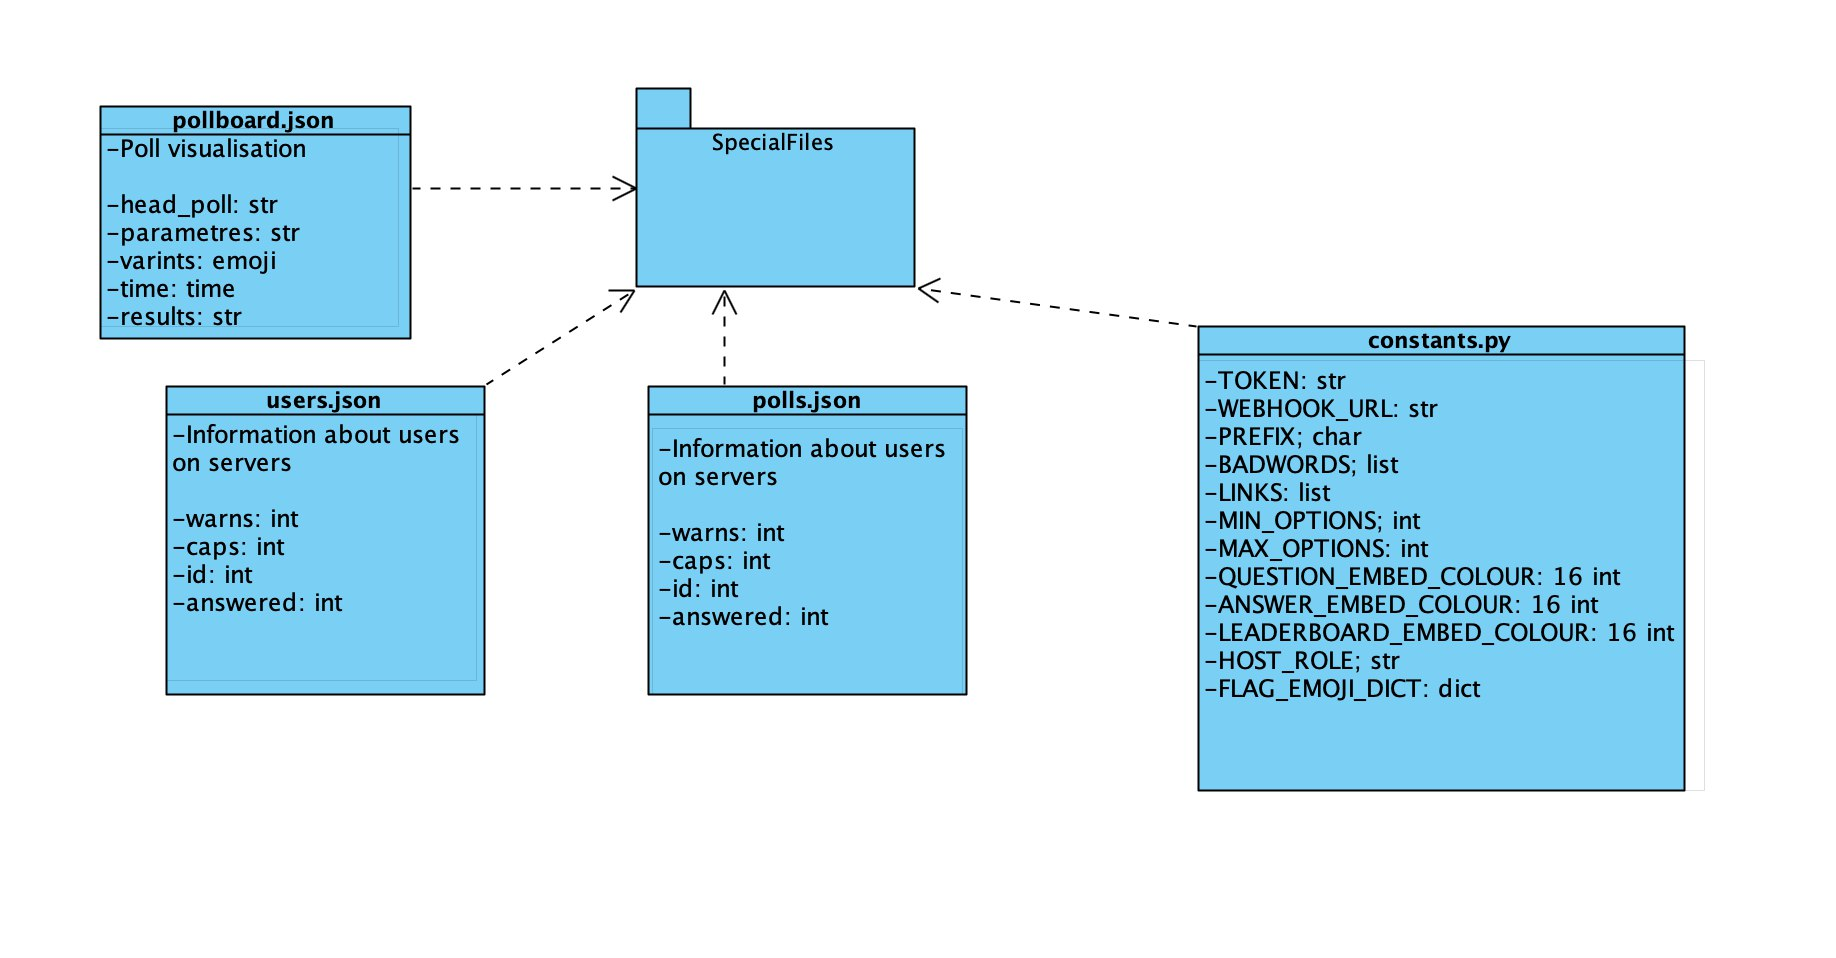 pollboard.json
-Poll visualisation
-head_poll: str
-parametres: str
-varints: emoji
-time: time
-results: str
SpecialFiles
users.json
-Information about users
on servers
-warns: int
-caps: int
-id: int
-answered: int
polls.json
-Information about users
on servers
-warns: int
-caps: int
-id: int
-answered: int
constants.py
-TOKEN: str
-WEBHOOK_URL: str
-PREFIX; char
-BADWORDS; list
-LINKS: list
-MIN_OPTIONS; int
-MAX_OPTIONS: int
-QUESTION_EMBED_COLOUR: 16 int
-ANSWER_EMBED_COLOUR: 16 int
-LEADERBOARD_EMBED_COLOUR: 16 int
-HOST_ROLE; str
-FLAG_EMOJI_DICT: dict